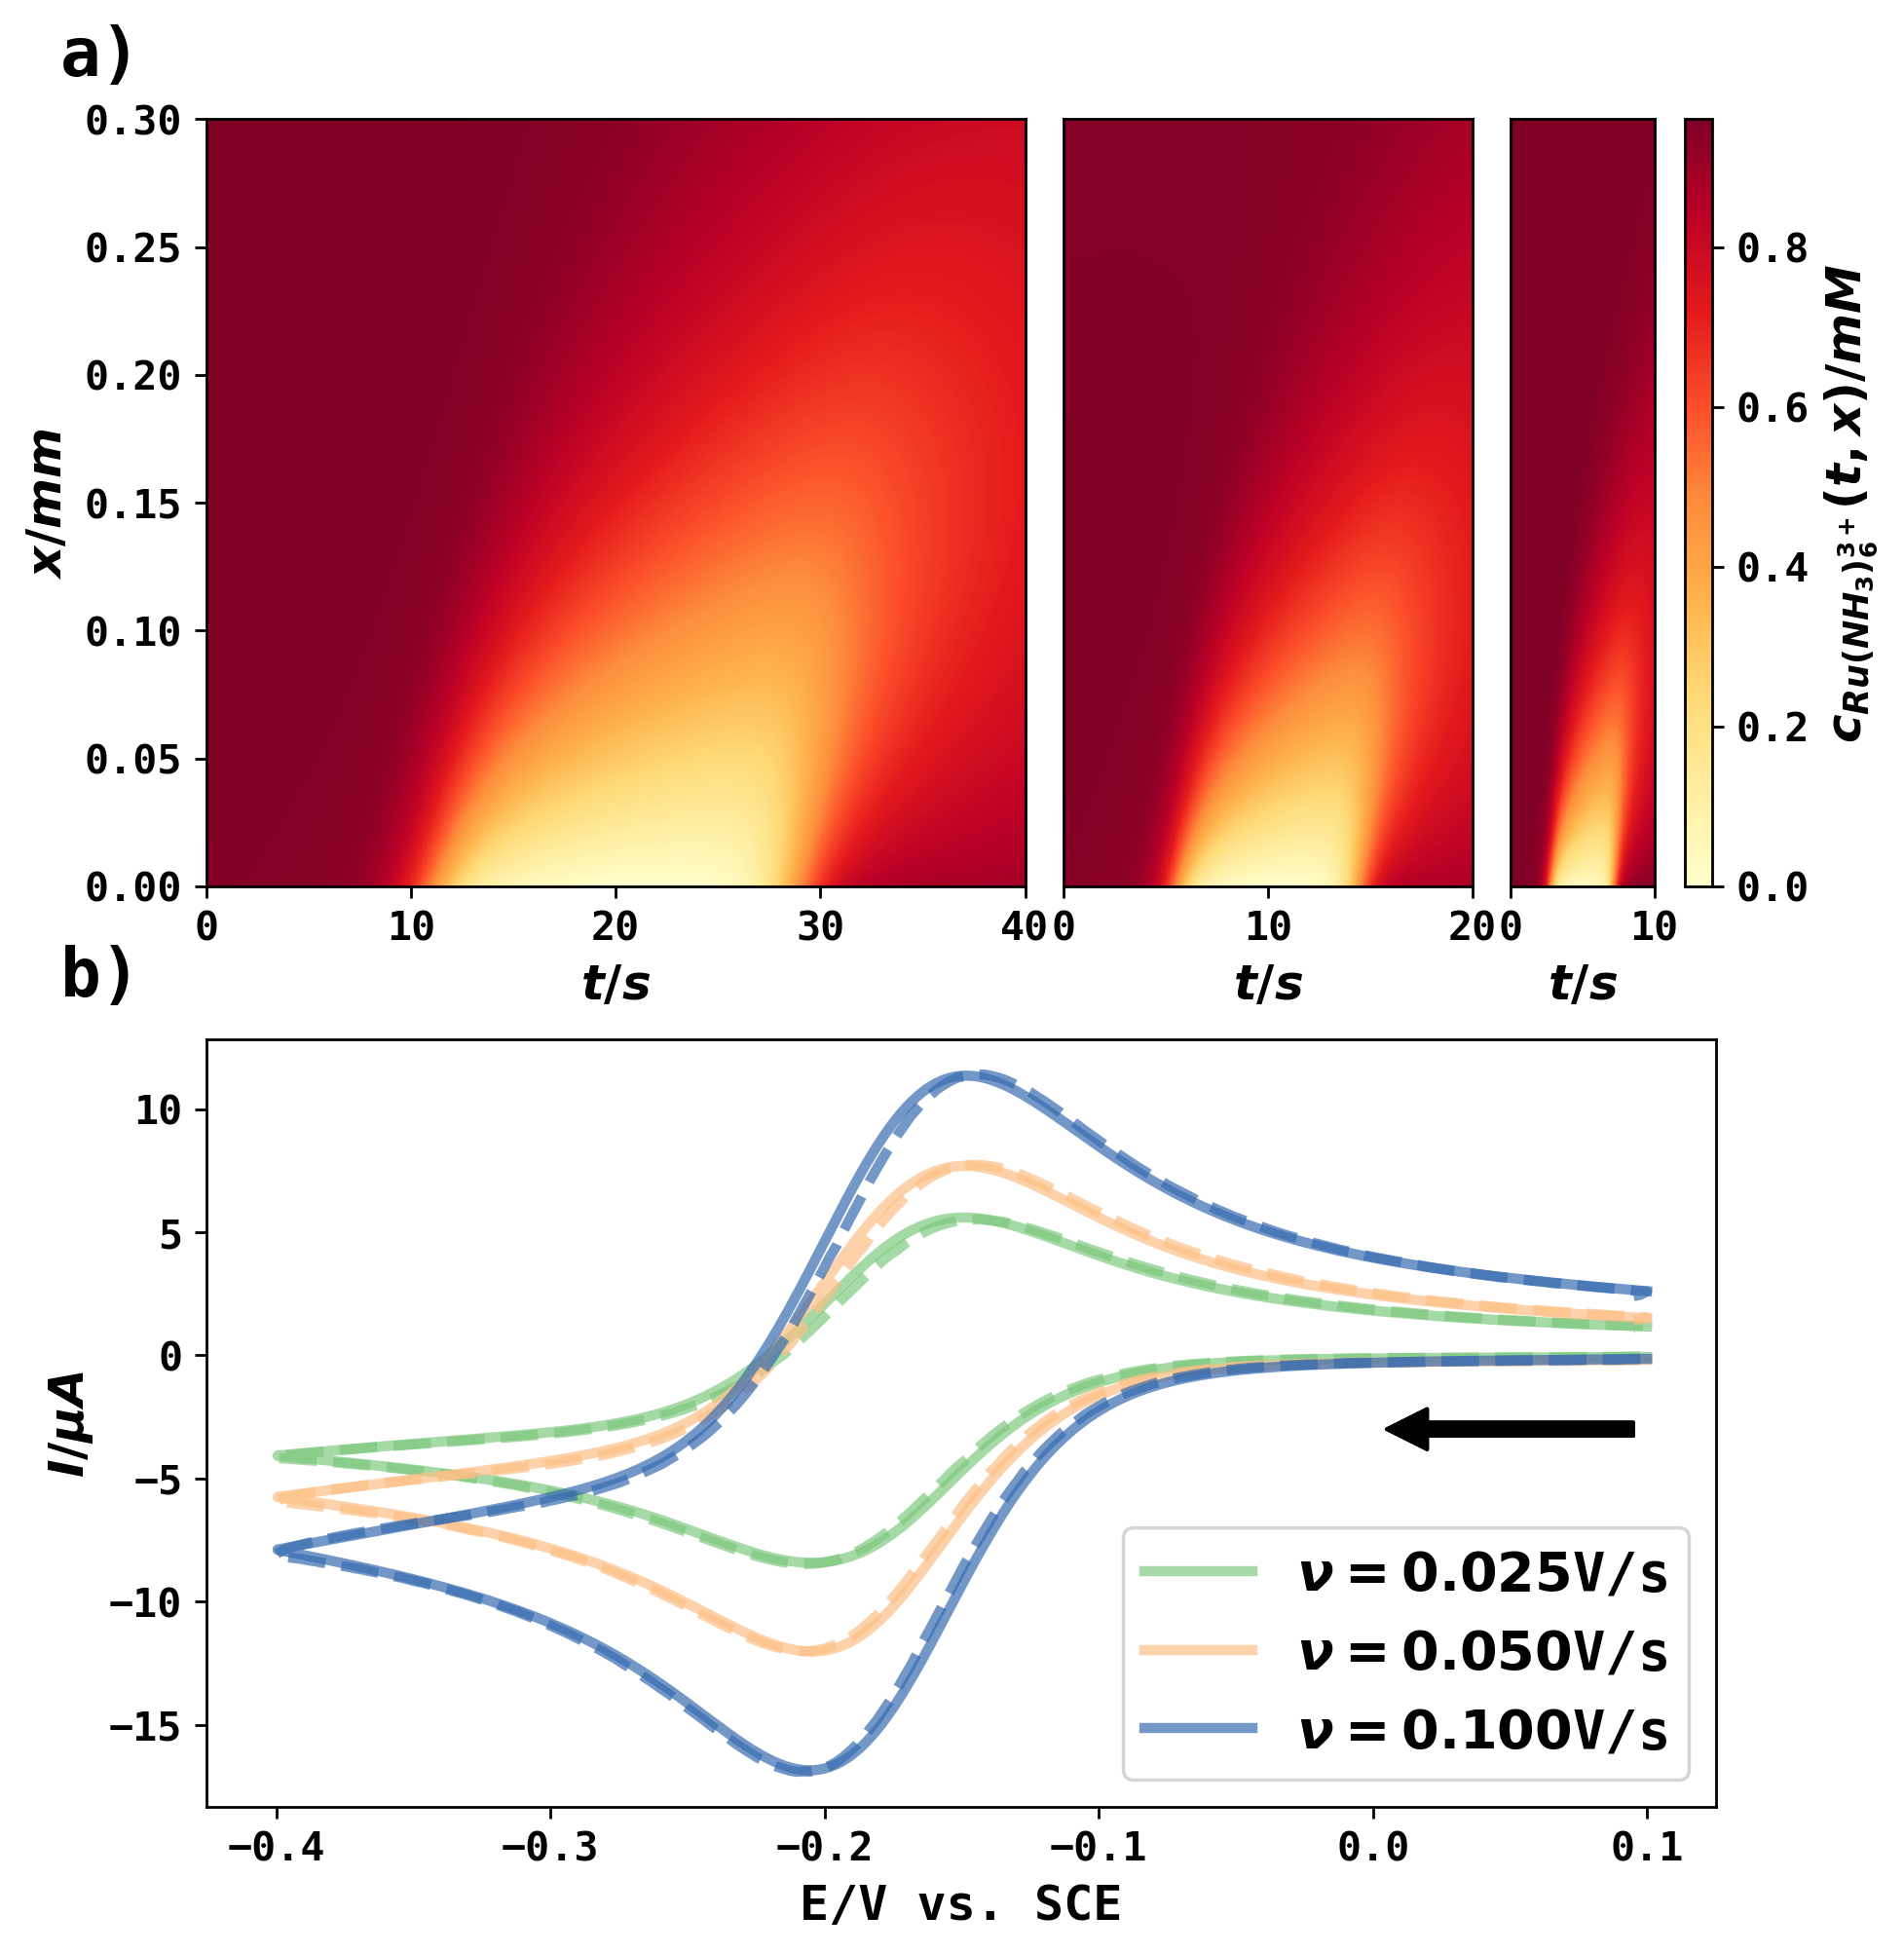 a)
0.30
0.25
0.20
0.15
0.10
0.05
0.00
x/mm
0 10 20 30 40
t/s
0 10 20
t/s
0 10
t/s
0.8
0.6
0.4
0.2
0.0
c_{Ru(NH₃)₆³⁺}(t, x)/mM
b)
10
5
0
−5
−10
−15
I/μA
ν = 0.025V/s
ν = 0.050V/s
ν = 0.100V/s
−0.4 −0.3 −0.2 −0.1 0.0 0.1
E/V vs. SCE